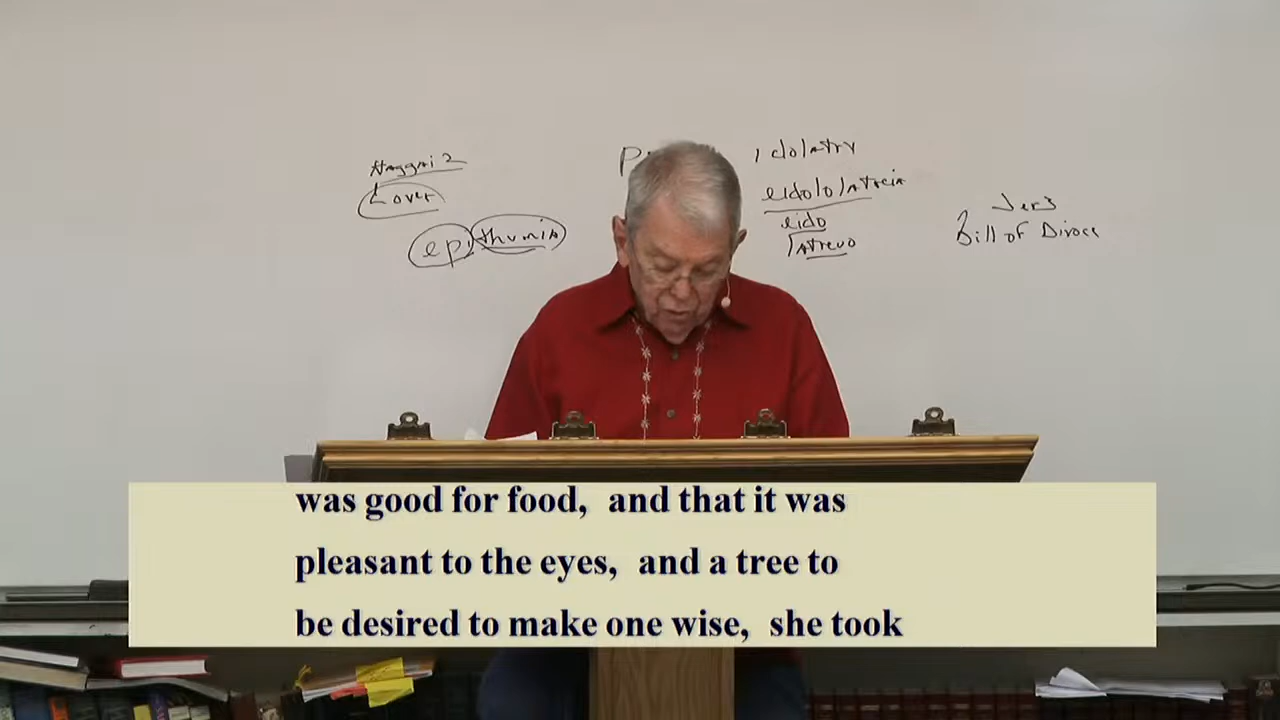 Haggai 2
Covet
epithumia
idolatry
eidololatreia
eido
latreuo
Jer 3
Bill of Divorce
was good for food, and that it was
pleasant to the eyes, and a tree to
be desired to make one wise, she took